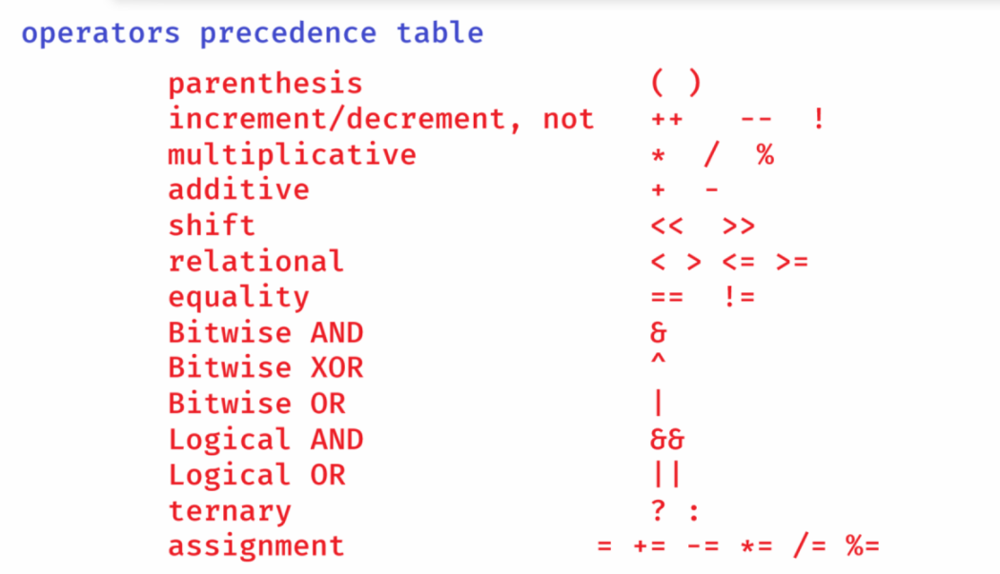 operators precedence table
parenthesis ( )
increment/decrement, not ++ -- !
multiplicative * / %
additive + -
shift << >>
relational < > <= >=
equality == !=
Bitwise AND &
Bitwise XOR ^
Bitwise OR |
Logical AND &&
Logical OR ||
ternary ? :
assignment = += -= *= /= %=